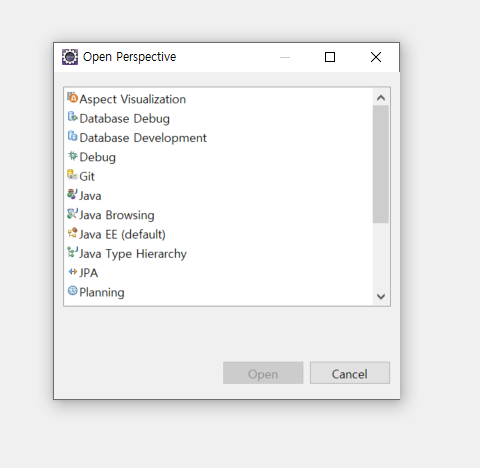 Open Perspective
Aspect Visualization
Database Debug
Database Development
Debug
Git
Java
Java Browsing
Java EE (default)
Java Type Hierarchy
JPA
Planning
Open
Cancel